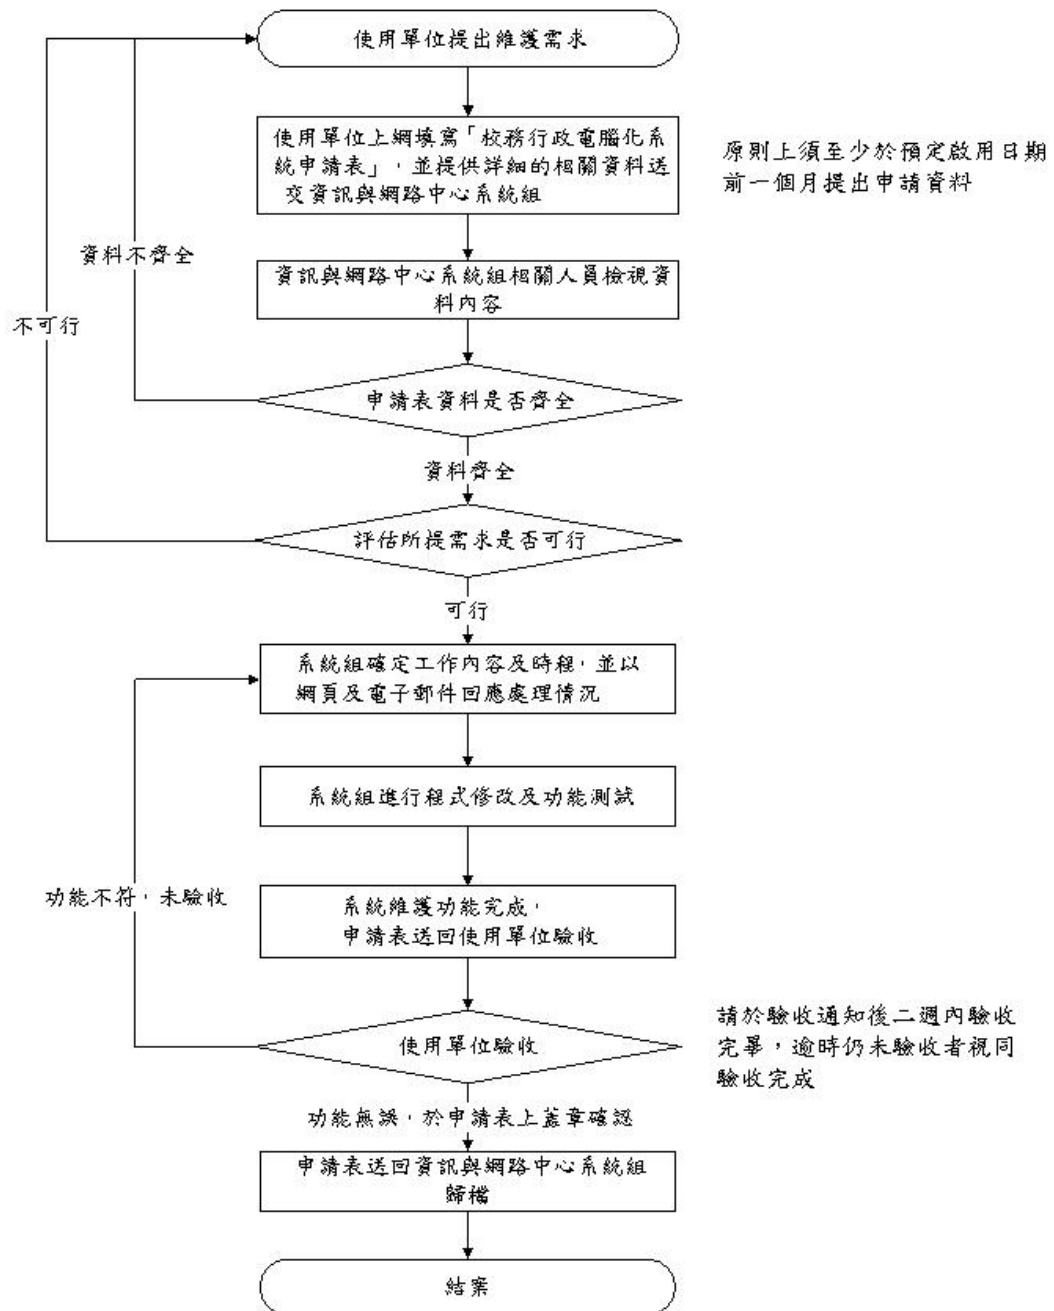 使用單位提出維護需求
使用單位上網填寫「校務行政電腦化系
統申請表」，並提供詳細的相關資料送
交資訊與網路中心系統組
原則上須至少於預定啟用日期
前一個月提出申請資料
資料不齊全
資訊與網路中心系統組相關人員檢視資
料內容
不可行
申請表資料是否齊全
資料齊全
評估所提需求是否可行
可行
系統組確定工作內容及時程，並以
網頁及電子郵件回應處理情況
系統組進行程式修改及功能測試
功能不符，未驗收
系統維護功能完成，
申請表送回使用單位驗收
使用單位驗收
請於驗收通知後二週內驗收
完畢，逾時仍未驗收者視同
驗收完成
功能無誤，於申請表上蓋章確認
申請表送回資訊與網路中心系統組
歸檔
結案